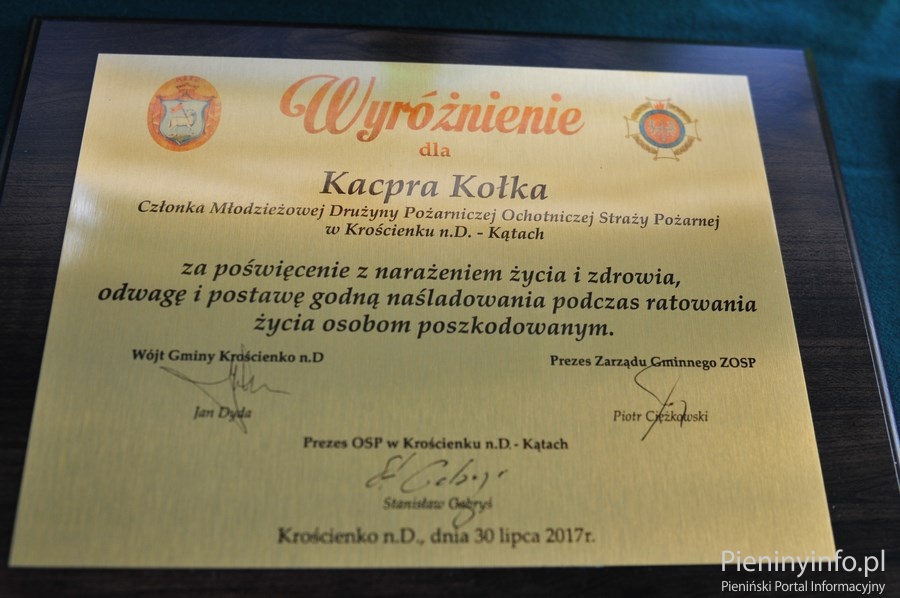 Wyróżnienie
dla
Kacpra Kołka
Członka Młodzieżowej Drużyny Pożarniczej Ochotniczej Straży Pożarnej
w Krościenku n.D. - Kątach
za poświęcenie z narażeniem życia i zdrowia,
odwagę i postawę godną naśladowania podczas ratowania
życia osobom poszkodowanym.
Wójt Gminy Krościenko n.D
Prezes Zarządu Gminnego ZOSP
Jan Dyda
Piotr Ciężkowski
Prezes OSP w Krościenku n.D. - Kątach
Stanisław Gabryś
Krościenko n.D., dnia 30 lipca 2017r.
Pieninyinfo.pl
Pieniński Portal Informacyjny